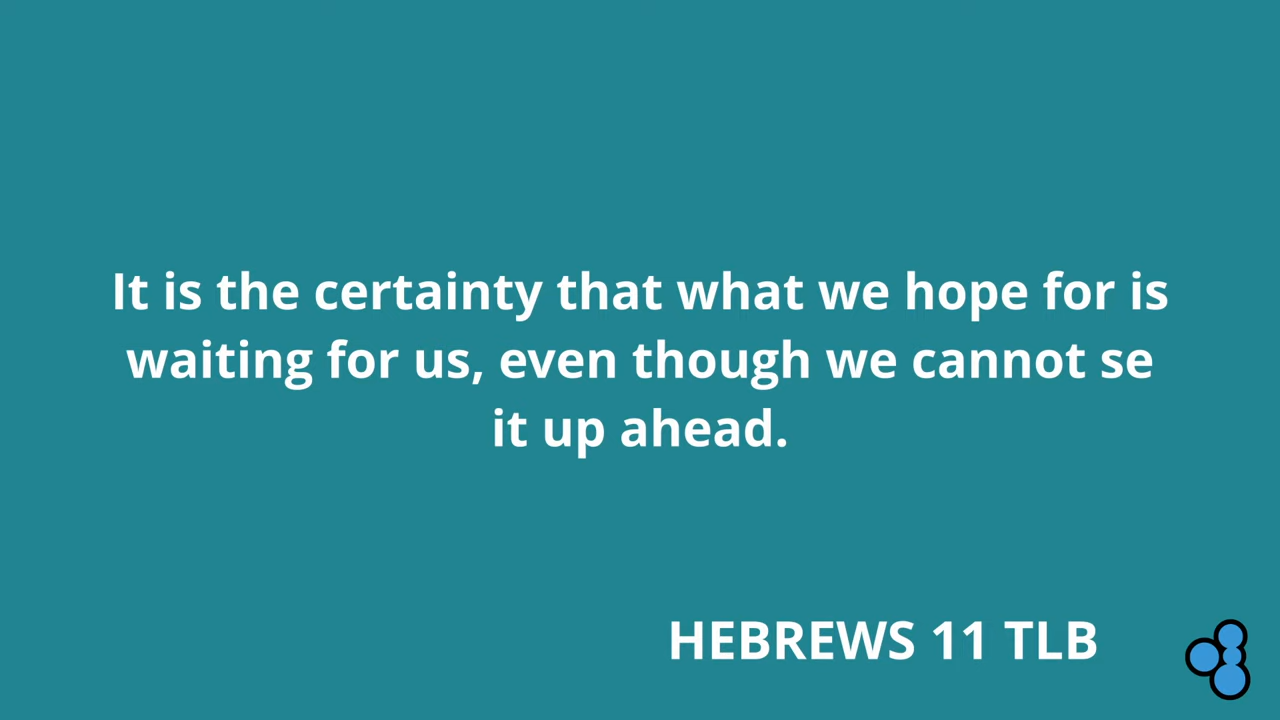 It is the certainty that what we hope for is
waiting for us, even though we cannot se
it up ahead.
HEBREWS 11 TLB